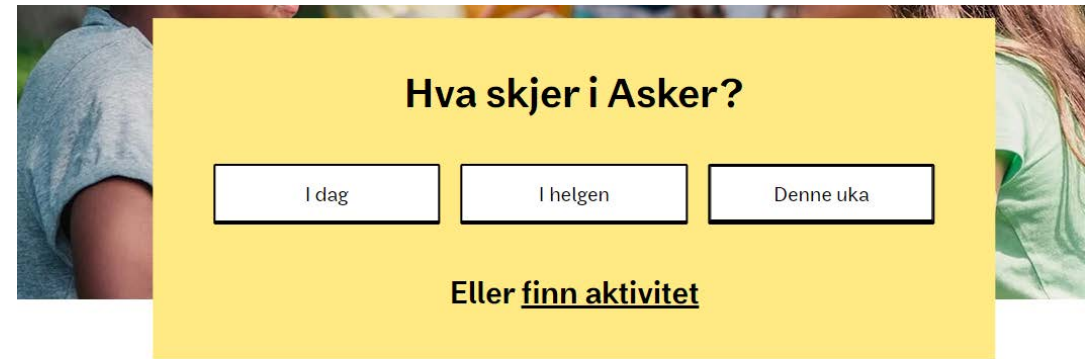 Hva skjer i Asker?
I dag I helgen Denne uka
Eller finn aktivitet